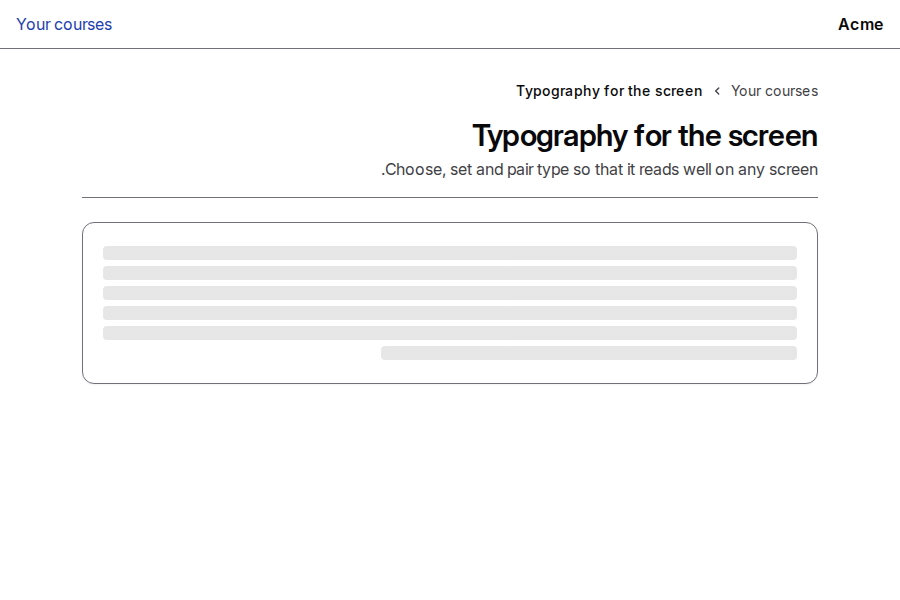 Acme
Your courses
Your courses › Typography for the screen
Typography for the screen
Choose, set and pair type so that it reads well on any screen.